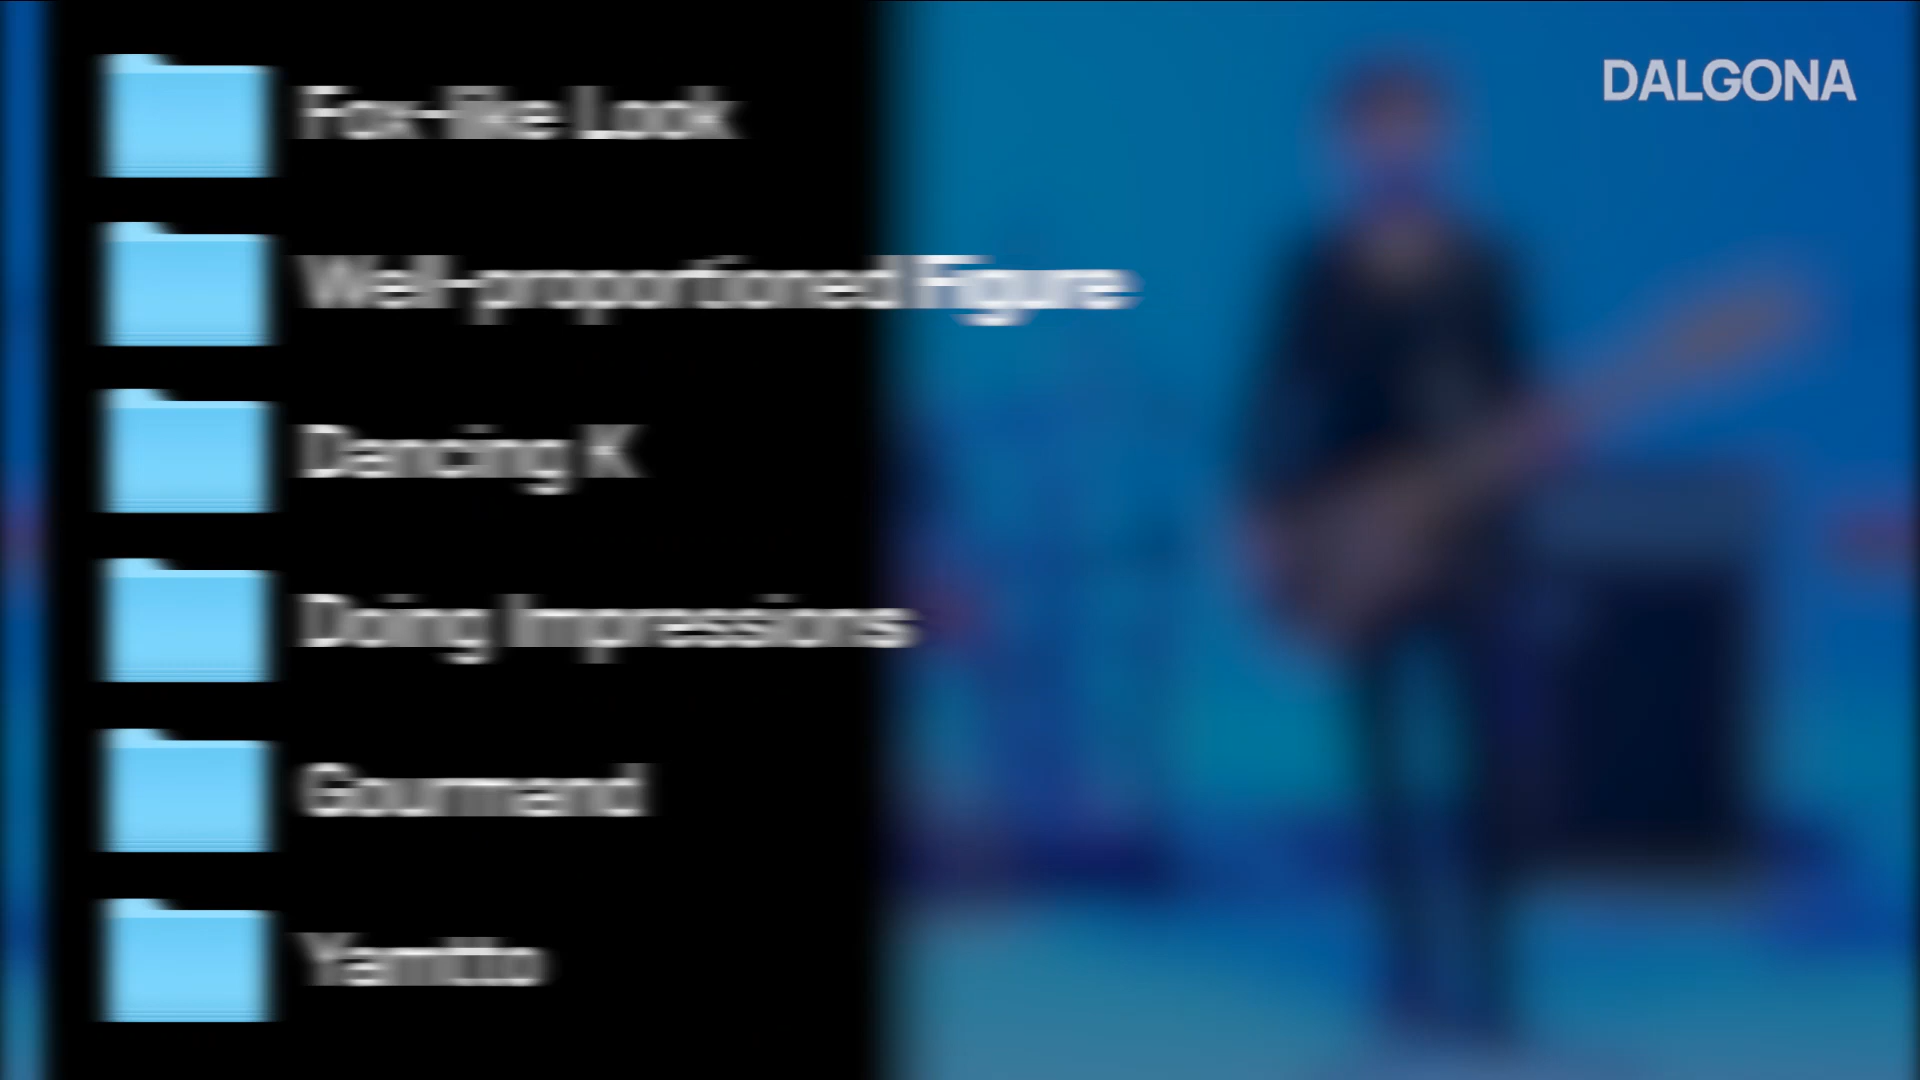 DALGONA
Fox-like Look
Well-proportioned Figure
Dancing K
Doing Impressions
Gourmand